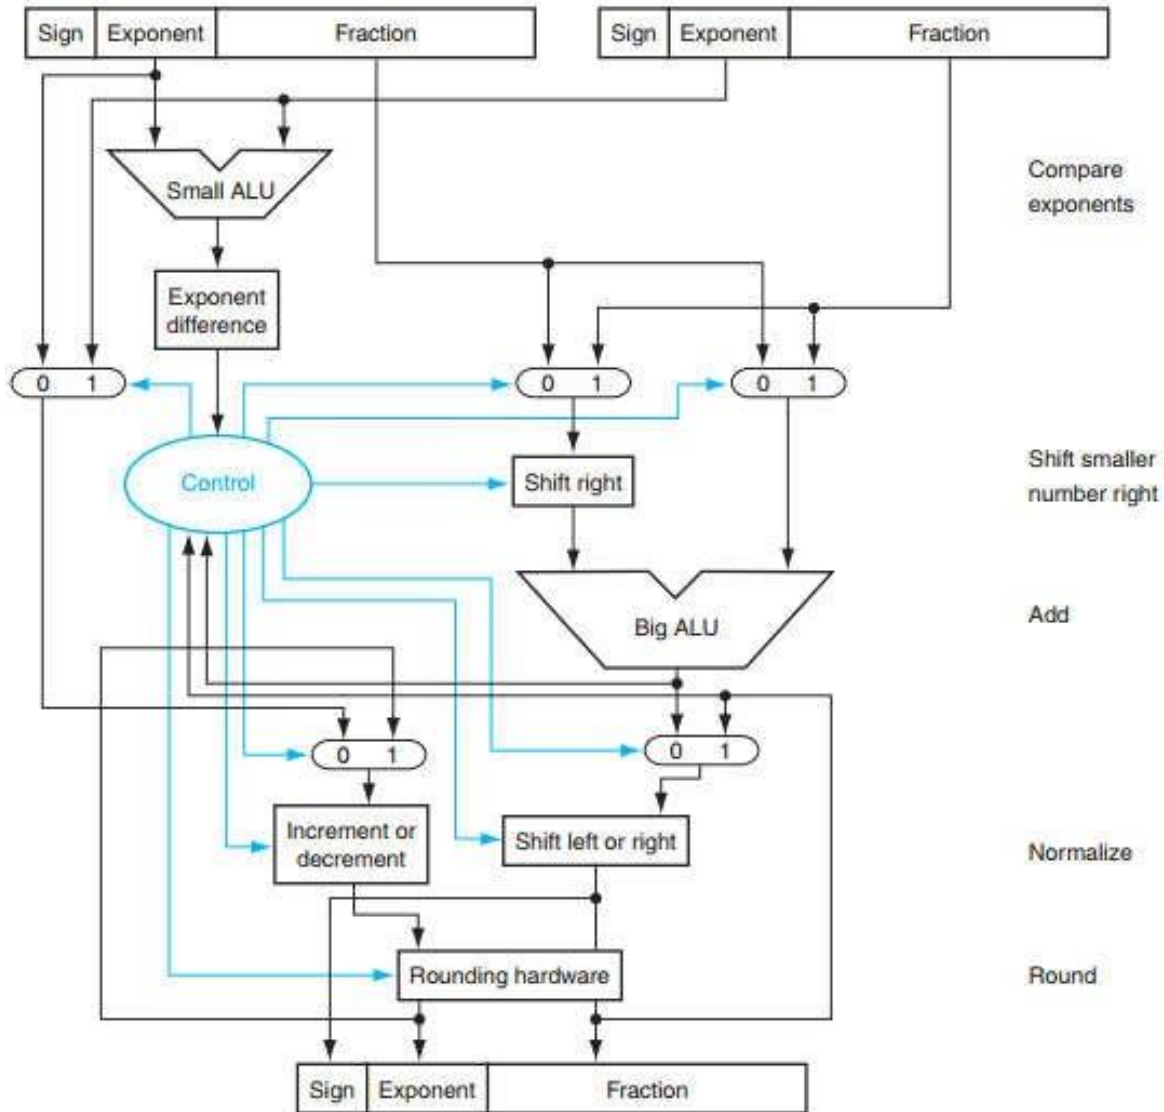 Sign Exponent Fraction
Sign Exponent Fraction
Small ALU
Compare
exponents
Exponent
difference
0 1
0 1
0 1
Control
Shift right
Shift smaller
number right
Big ALU
Add
0 1
0 1
Increment or
decrement
Shift left or right
Normalize
Rounding hardware
Round
Sign Exponent Fraction